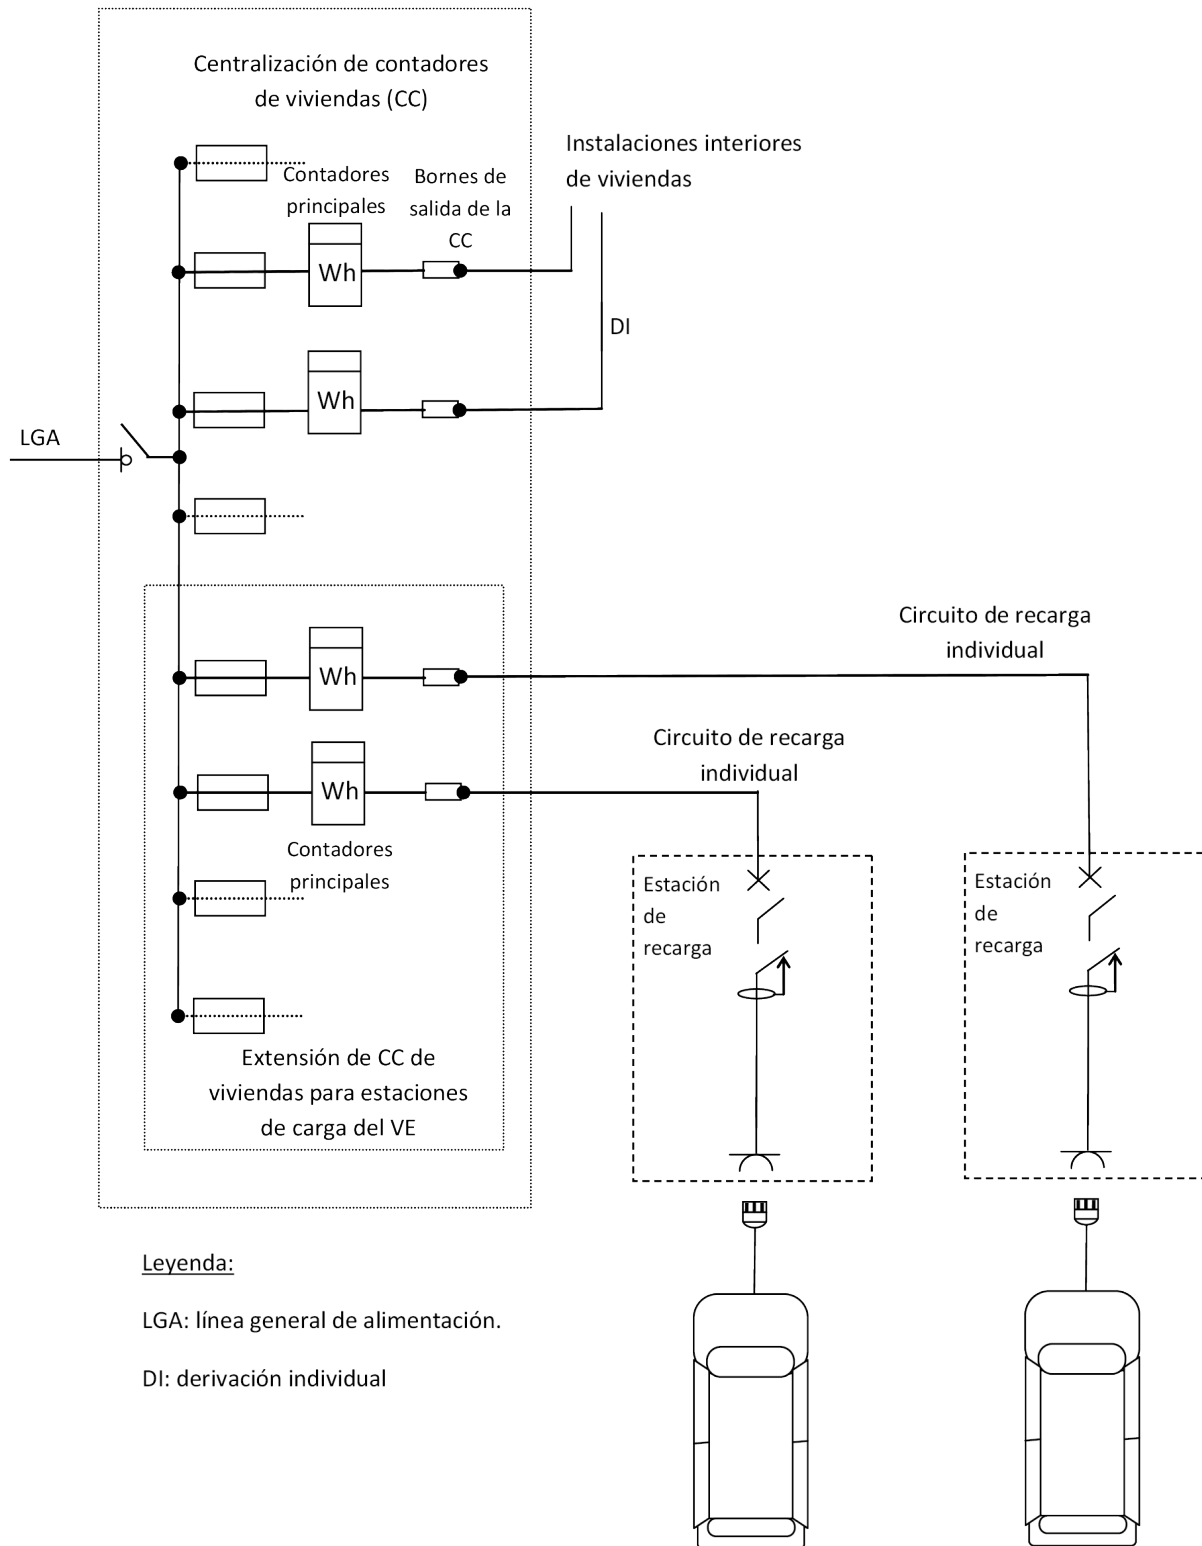 Centralización de contadores
de viviendas (CC)
Instalaciones interiores
de viviendas
Contadores
principales
Bornes de
salida de la
CC
Wh
DI
Wh
LGA
Circuito de recarga
individual
Wh
Circuito de recarga
individual
Wh
Contadores
principales
Estación
de
recarga
Estación
de
recarga
Extensión de CC de
viviendas para estaciones
de carga del VE
Leyenda:
LGA: línea general de alimentación.
DI: derivación individual